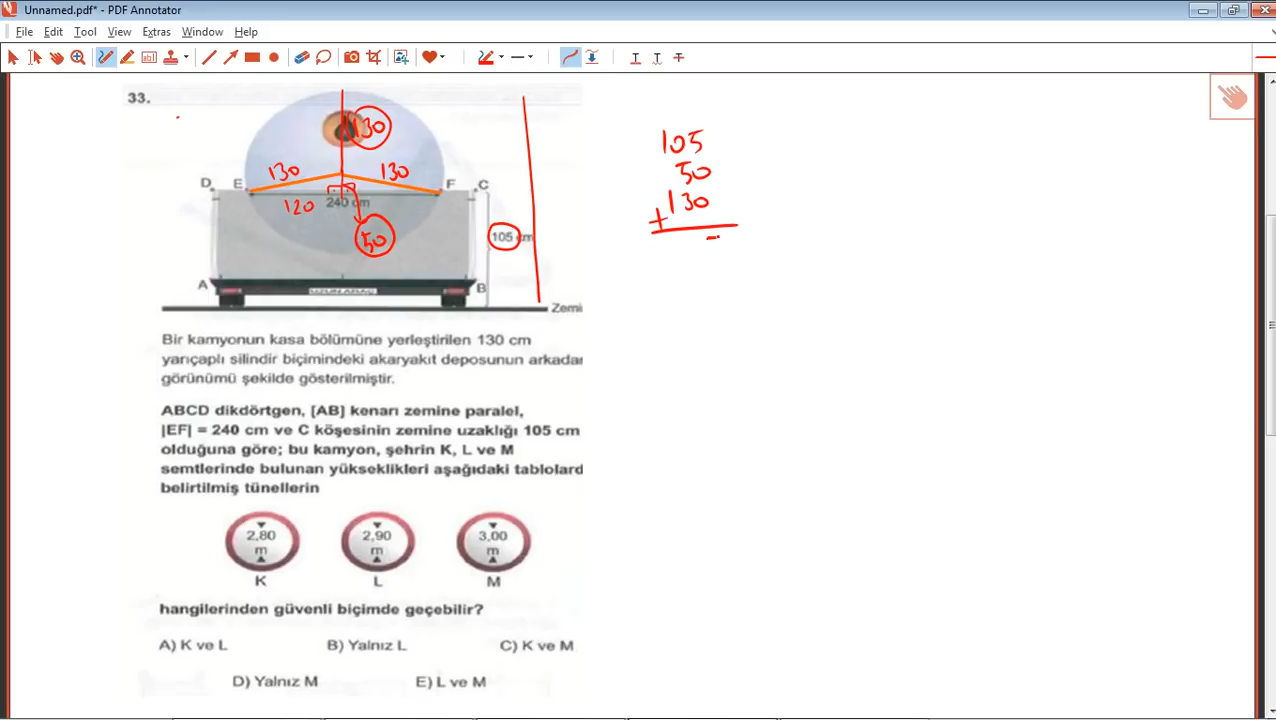 Unnamed.pdf* - PDF Annotator
File Edit Tool View Extras Window Help
33.
130
130
130
D E F C
120
240 cm
50
105 cm
A B
UZUN ARAÇ
Zemi
105
50
+130
Bir kamyonun kasa bölümüne yerleştirilen 130 cm
yarıçaplı silindir biçimindeki akaryakıt deposunun arkadar
görünümü şekilde gösterilmiştir.
ABCD dikdörtgen, [AB] kenarı zemine paralel,
|EF| = 240 cm ve C köşesinin zemine uzaklığı 105 cm
olduğuna göre; bu kamyon, şehrin K, L ve M
semtlerinde bulunan yükseklikleri aşağıdaki tablolard
belirtilmiş tünellerin
2,80 m
2,90 m
3,00 m
K L M
hangilerinden güvenli biçimde geçebilir?
A) K ve L B) Yalnız L C) K ve M
D) Yalnız M E) L ve M